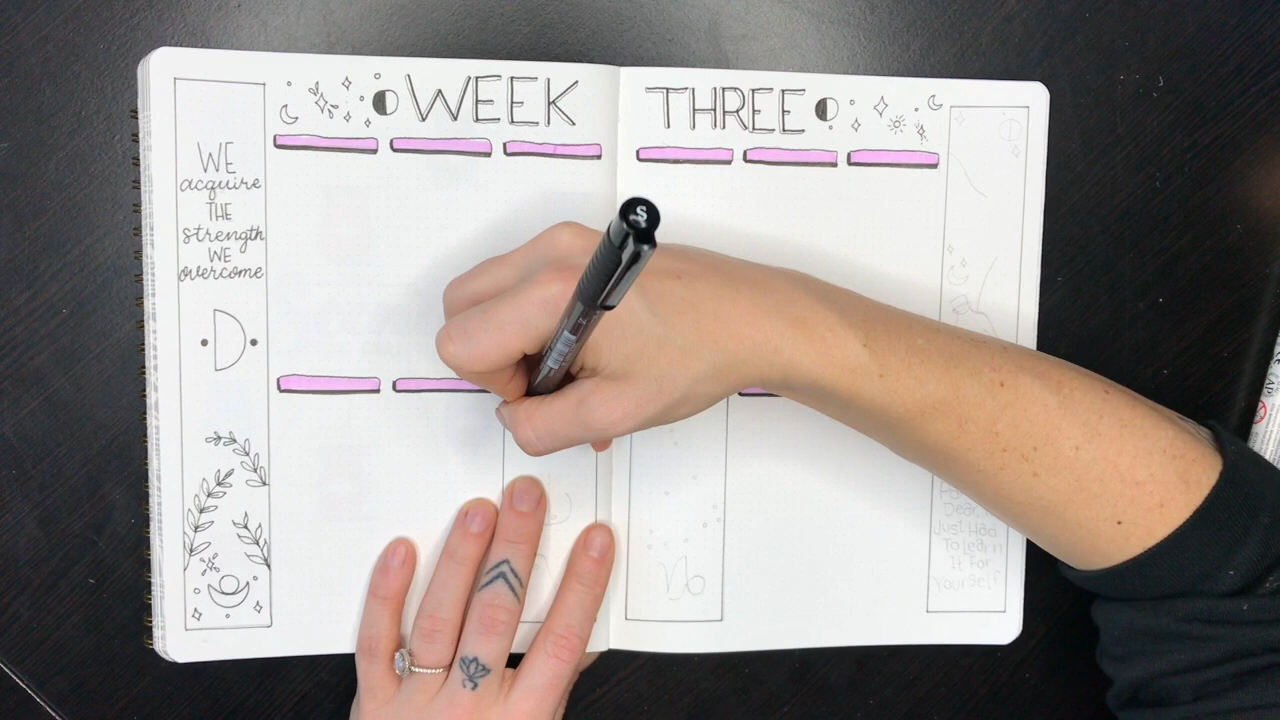 WEEK
THREE
WE
acquire
THE
strength
WE
overcome
S
Dear,
Just Had
To Learn
It for
Yourself